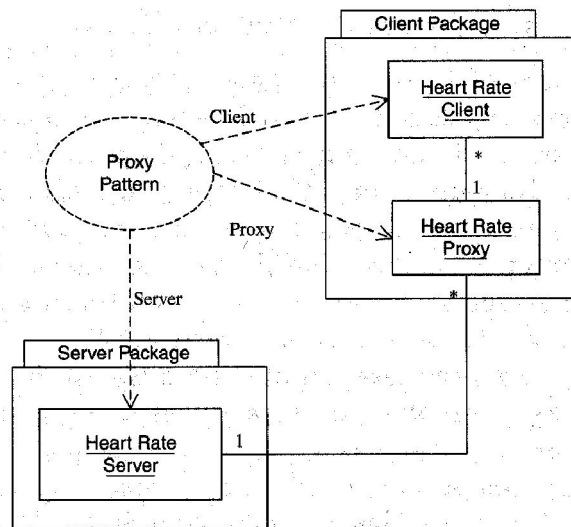 Client Package
Heart Rate
Client
Client
*
1
Proxy
Pattern
Heart Rate
Proxy
Proxy
*
Server
Server Package
Heart Rate
Server
1